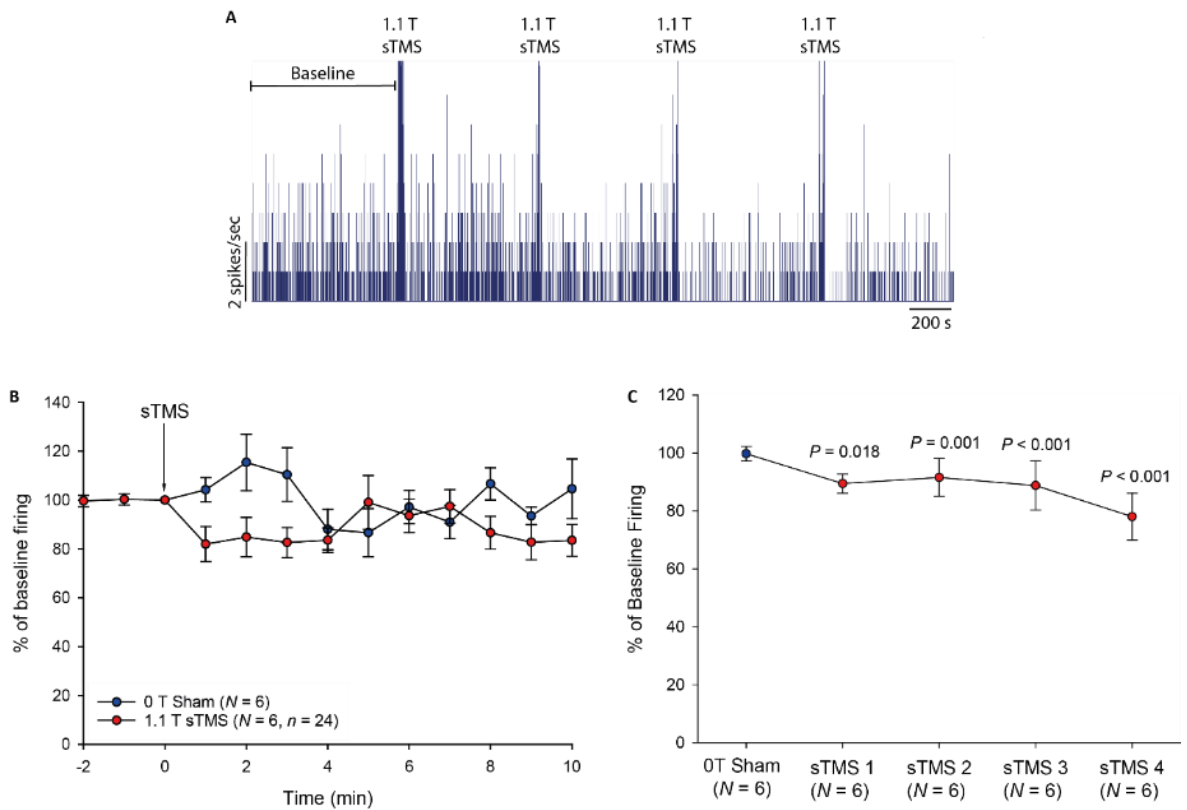 A
1.1 T 1.1 T 1.1 T 1.1 T
sTMS sTMS sTMS sTMS
Baseline
2 spikes/sec
200 s
B
140
120
100
80
60
40
20
0
% of baseline firing
sTMS
0 T Sham (N = 6)
1.1 T sTMS (N = 6, n = 24)
-2 0 2 4 6 8 10
Time (min)
C
120
100
80
60
40
20
0
% of Baseline Firing
P = 0.018
P = 0.001
P < 0.001
P < 0.001
0T Sham sTMS 1 sTMS 2 sTMS 3 sTMS 4
(N = 6) (N = 6) (N = 6) (N = 6) (N = 6)